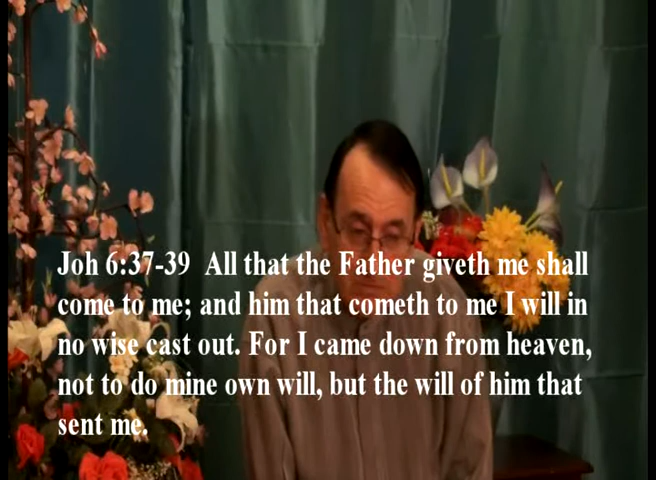 Joh 6:37-39 All that the Father giveth me shall
come to me; and him that cometh to me I will in
no wise cast out. For I came down from heaven,
not to do mine own will, but the will of him that
sent me.